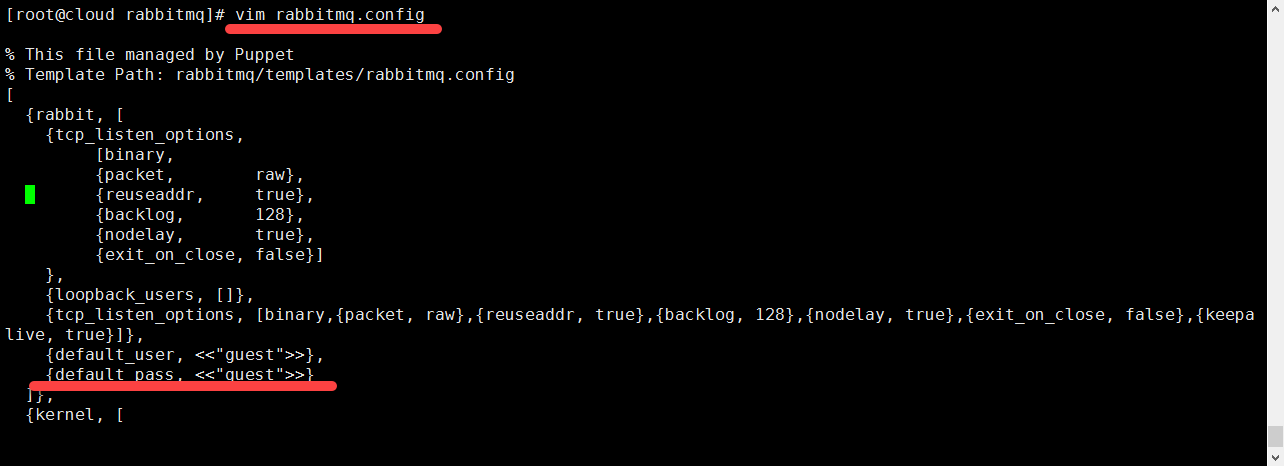 [root@cloud rabbitmq]# vim rabbitmq.config
% This file managed by Puppet
% Template Path: rabbitmq/templates/rabbitmq.config
[
  {rabbit, [
    {tcp_listen_options,
         [binary,
         {packet,        raw},
         {reuseaddr,     true},
         {backlog,       128},
         {nodelay,       true},
         {exit_on_close, false}]
    },
    {loopback_users, []},
    {tcp_listen_options, [binary,{packet, raw},{reuseaddr, true},{backlog, 128},{nodelay, true},{exit_on_close, false},{keepa
live, true}]},
    {default_user, <<"guest">>},
    {default_pass, <<"guest">>}
  ]},
  {kernel, [